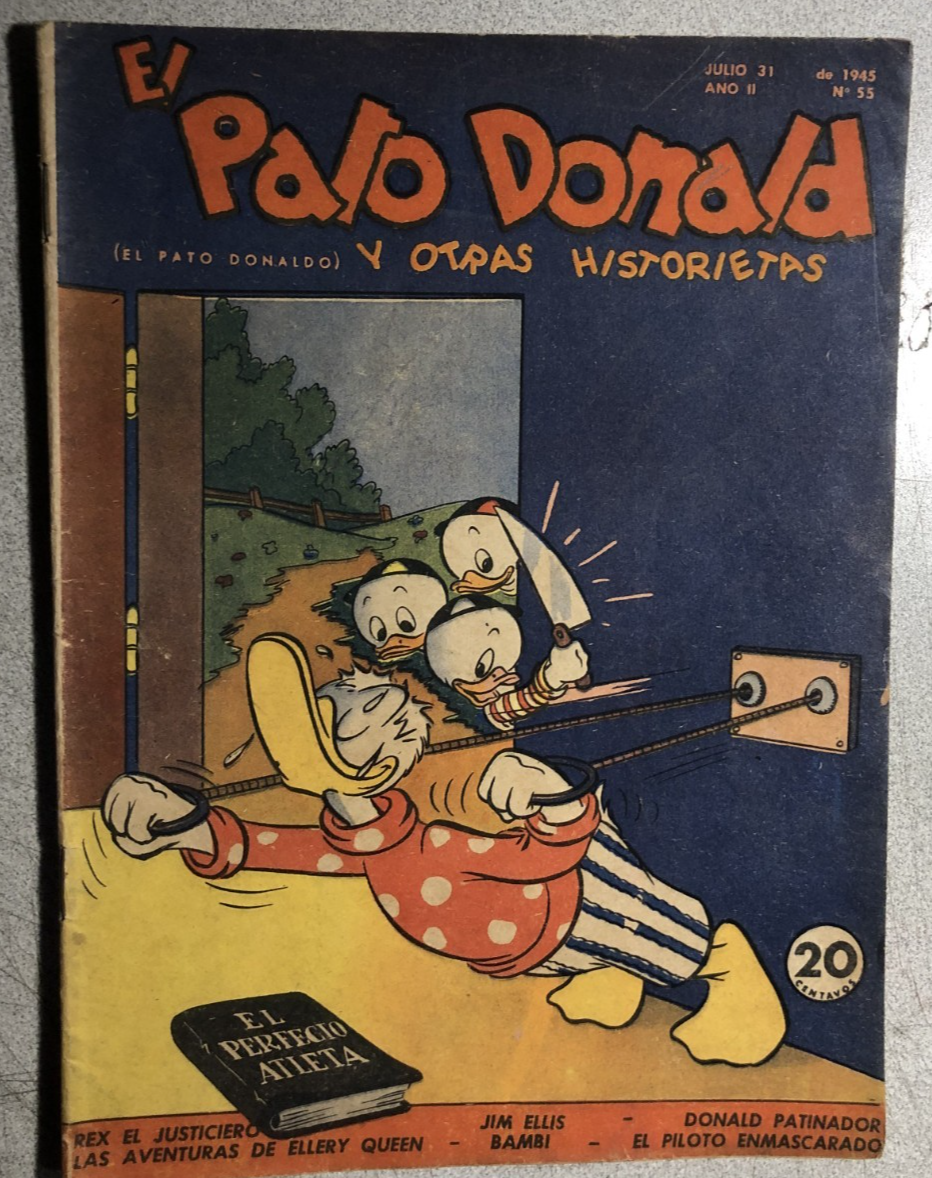 El
Pato Donald
JULIO 31 de 1945
ANO II Nº 55
(EL PATO DONALDO) Y OTRAS HISTORIETAS
20
CENTAVOS
EL
PERFECTO
ATLETA
REX EL JUSTICIERO JIM ELLIS - DONALD PATINADOR
LAS AVENTURAS DE ELLERY QUEEN - BAMBI - EL PILOTO ENMASCARADO